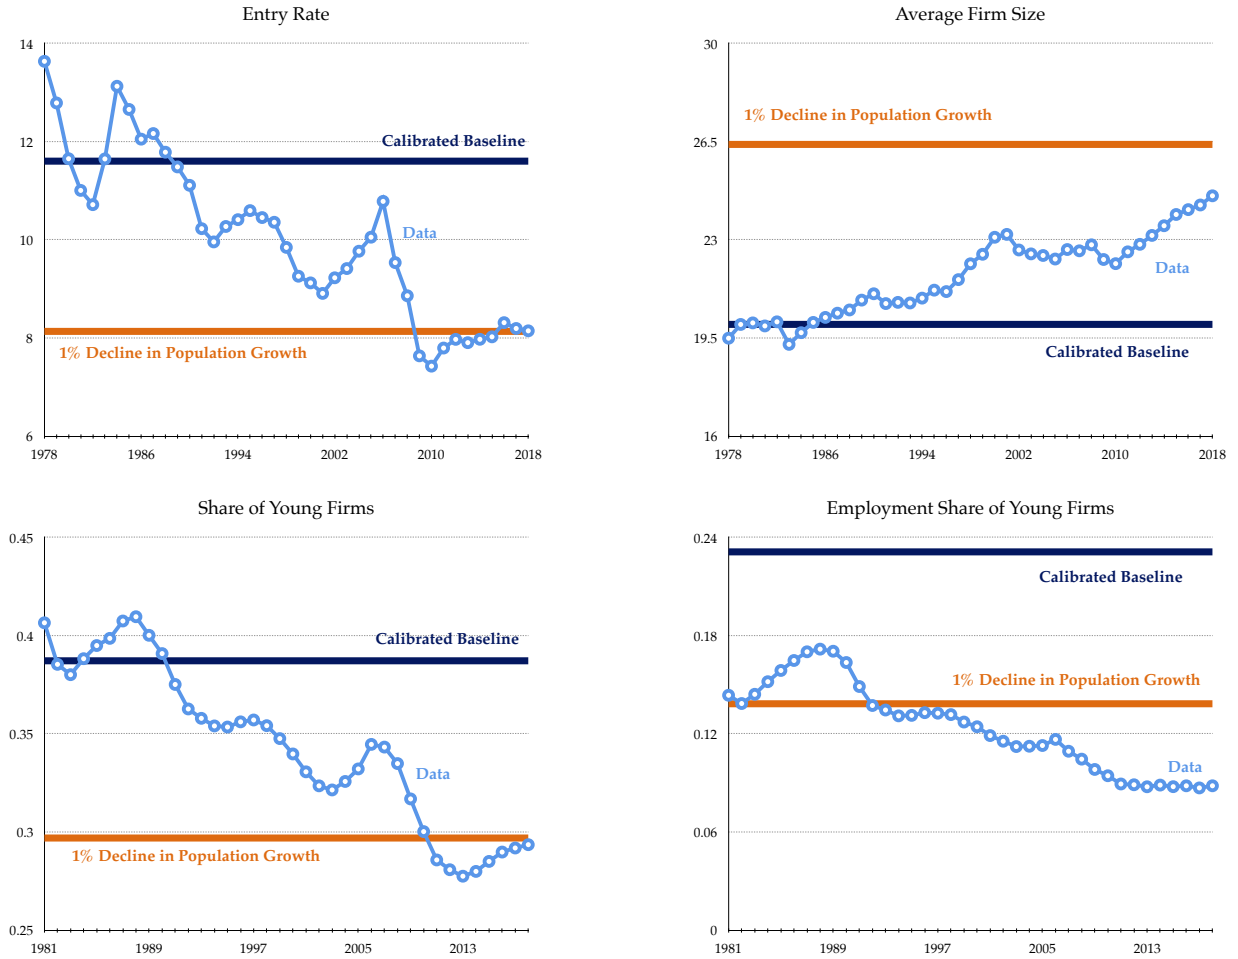 Entry Rate
14
12
10
8
6
Calibrated Baseline
Data
1% Decline in Population Growth
1978
1986
1994
2002
2010
2018
Average Firm Size
30
26.5
23
19.5
16
1% Decline in Population Growth
Data
Calibrated Baseline
1978
1986
1994
2002
2010
2018
Share of Young Firms
0.45
0.4
0.35
0.3
0.25
Calibrated Baseline
Data
1% Decline in Population Growth
1981
1989
1997
2005
2013
Employment Share of Young Firms
0.24
0.18
0.12
0.06
0
Calibrated Baseline
1% Decline in Population Growth
Data
1981
1989
1997
2005
2013